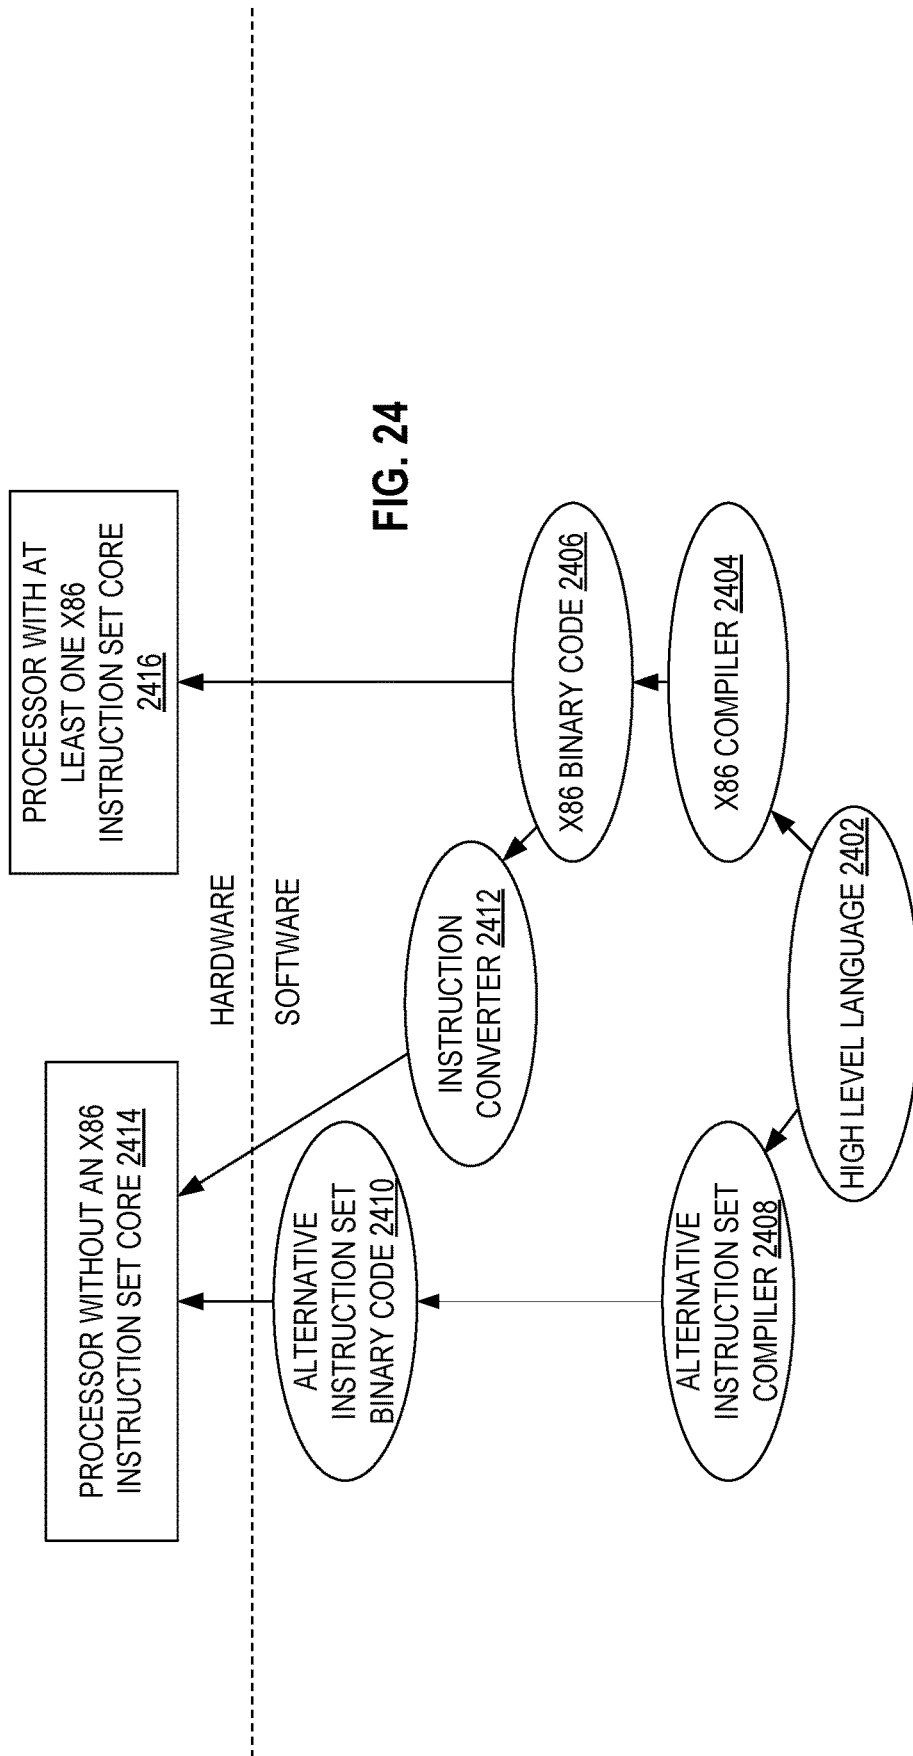 PROCESSOR WITHOUT AN X86
INSTRUCTION SET CORE 2414
PROCESSOR WITH AT
LEAST ONE X86
INSTRUCTION SET CORE
2416
HARDWARE
SOFTWARE
ALTERNATIVE
INSTRUCTION SET
BINARY CODE 2410
INSTRUCTION
CONVERTER 2412
X86 BINARY CODE 2406
ALTERNATIVE
INSTRUCTION SET
COMPILER 2408
X86 COMPILER 2404
HIGH LEVEL LANGUAGE 2402
FIG. 24